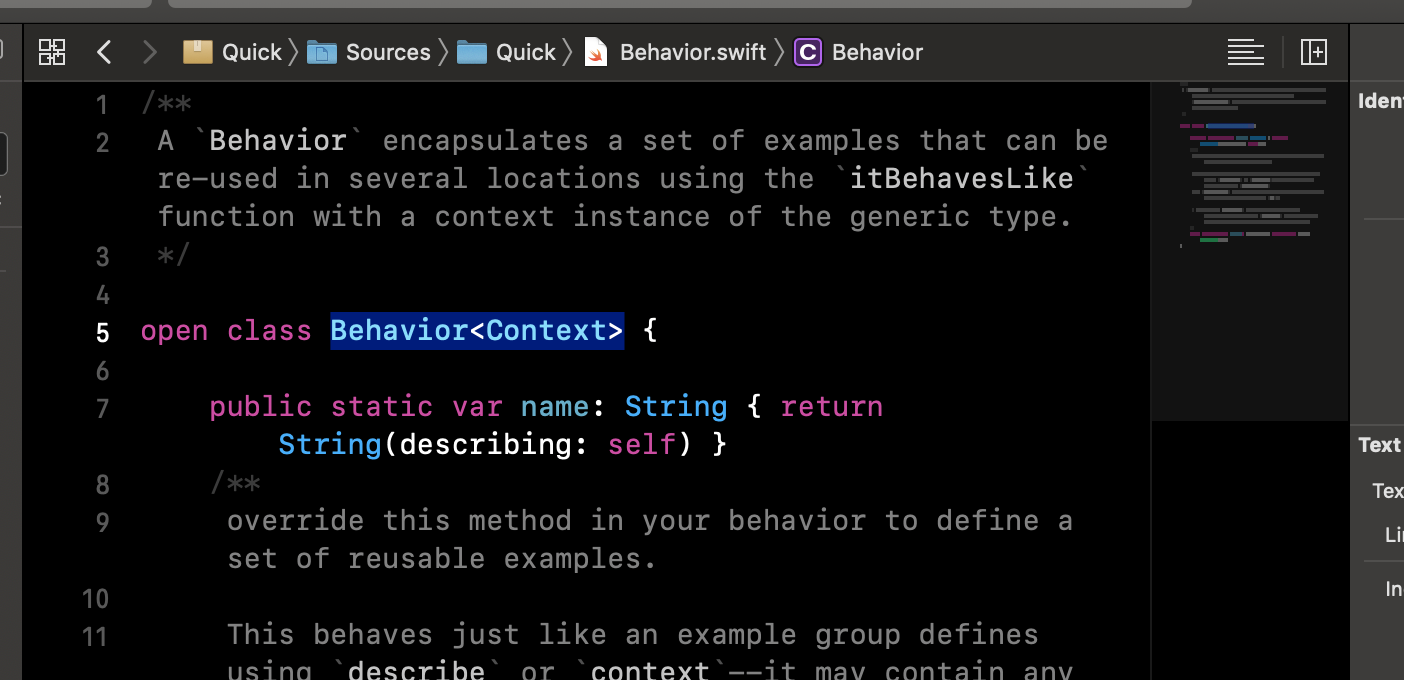 Quick Sources Quick Behavior.swift C Behavior
1 /**
2 A `Behavior` encapsulates a set of examples that can be
re-used in several locations using the `itBehavesLike`
function with a context instance of the generic type.
3 */
4
5 open class Behavior<Context> {
6
7 public static var name: String { return
String(describing: self) }
8 /**
9 override this method in your behavior to define a
set of reusable examples.
10
11 This behaves just like an example group defines
using `describe` or `context`--it may contain any
Iden
Text
Tex
Li
In